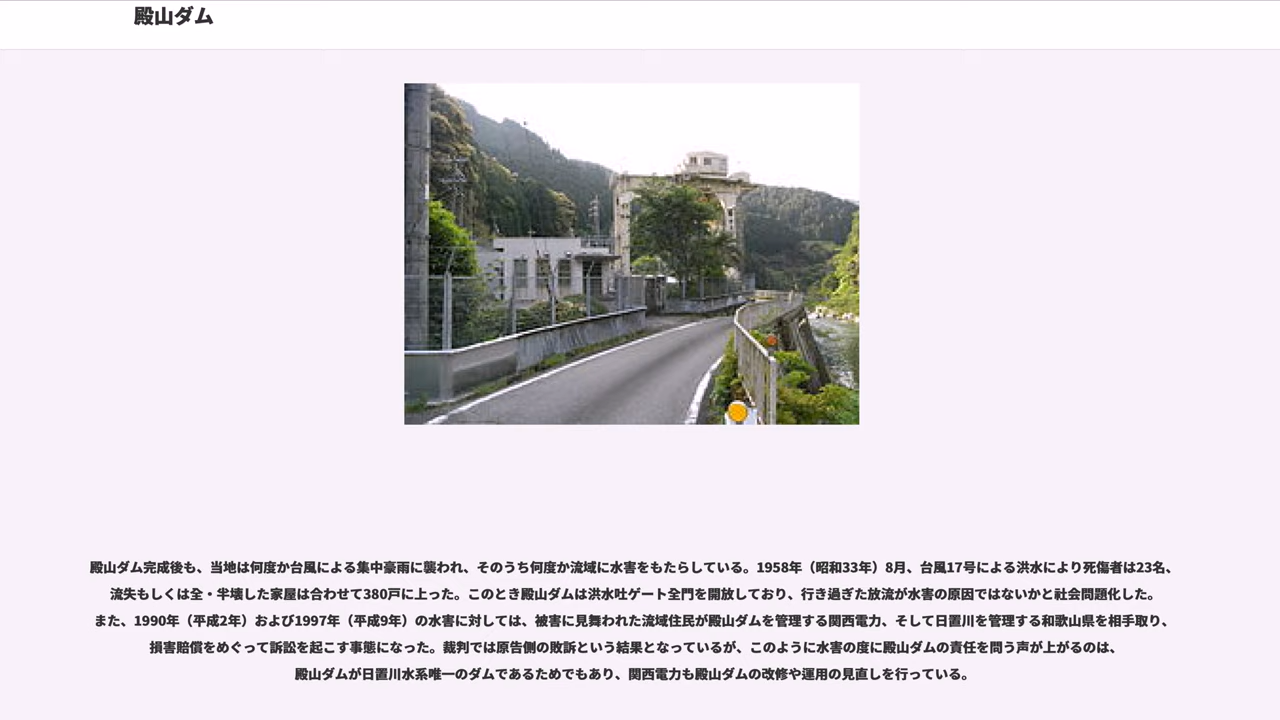 殿山ダム
殿山ダム完成後も、当地は何度か台風による集中豪雨に襲われ、そのうち何度か流域に水害をもたらしている。1958年（昭和33年）8月、台風17号による洪水により死傷者は23名、
流失もしくは全・半壊した家屋は合わせて380戸に上った。このとき殿山ダムは洪水吐ゲート全門を開放しており、行き過ぎた放流が水害の原因ではないかと社会問題化した。
また、1990年（平成2年）および1997年（平成9年）の水害に対しては、被害に見舞われた流域住民が殿山ダムを管理する関西電力、そして日置川を管理する和歌山県を相手取り、
損害賠償をめぐって訴訟を起こす事態になった。裁判では原告側の敗訴という結果となっているが、このように水害の度に殿山ダムの責任を問う声が上がるのは、
殿山ダムが日置川水系唯一のダムであるためでもあり、関西電力も殿山ダムの改修や運用の見直しを行っている。